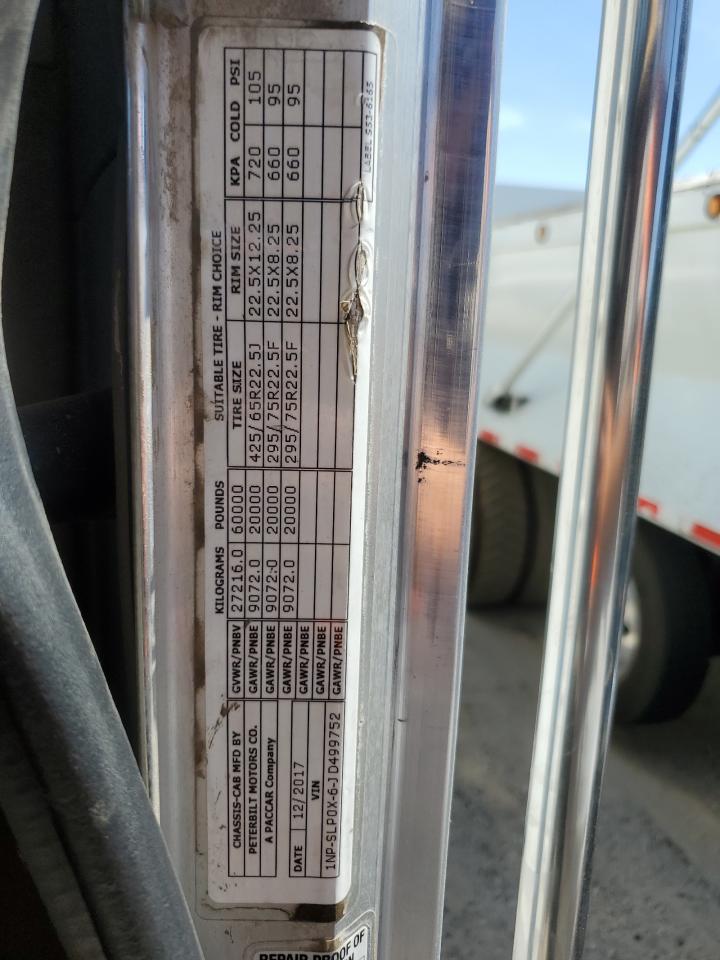 CHASSIS-CAB MFD BY
PETERBILT MOTORS CO.
A PACCAR Company
DATE 12/2017
VIN
1NP-SLP0X-6-JD499752
KILOGRAMS POUNDS
GVWR/PNBV 27216.0 60000
GAWR/PNBE 9072.0 20000
GAWR/PNBE 9072.0 20000
GAWR/PNBE 9072.0 20000
GAWR/PNBE
GAWR/PNBE
GAWR/PNBE
SUITABLE TIRE - RIM CHOICE
TIRE SIZE RIM SIZE KPA COLD PSI
425/65R22.5J 22.5X12.25 720 105
295/75R22.5F 22.5X8.25 660 95
295/75R22.5F 22.5X8.25 660 95
LABEL S53-6165
REPAIR PROOF OF